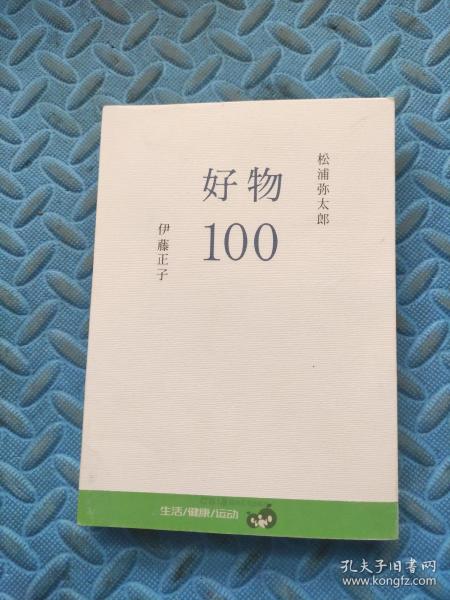 松浦弥太郎
好物
100
伊藤正子
生活/健康/运动
孔夫子旧书网
www.kongfz.com